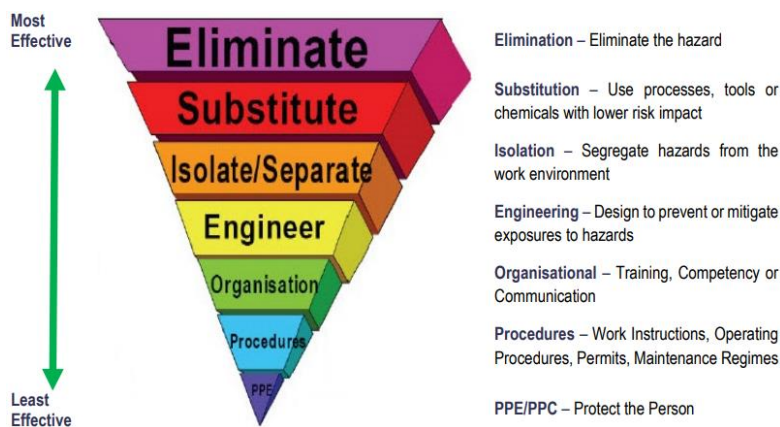 Most
Effective
Eliminate
Substitute
Isolate/Separate
Engineer
Organisation
Procedures
PPE
Least
Effective
Elimination – Eliminate the hazard
Substitution – Use processes, tools or
chemicals with lower risk impact
Isolation – Segregate hazards from the
work environment
Engineering – Design to prevent or mitigate
exposures to hazards
Organisational – Training, Competency or
Communication
Procedures – Work Instructions, Operating
Procedures, Permits, Maintenance Regimes
PPE/PPC – Protect the Person